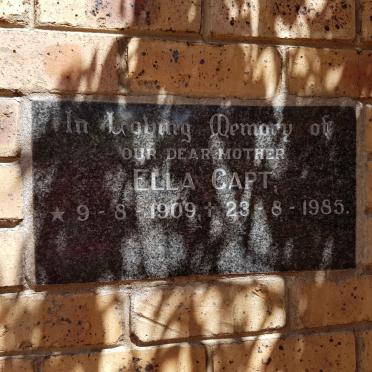 In Loving Memory of
OUR DEAR MOTHER
ELLA CAPT
★ 9-8-1909. † 23-8-1985.